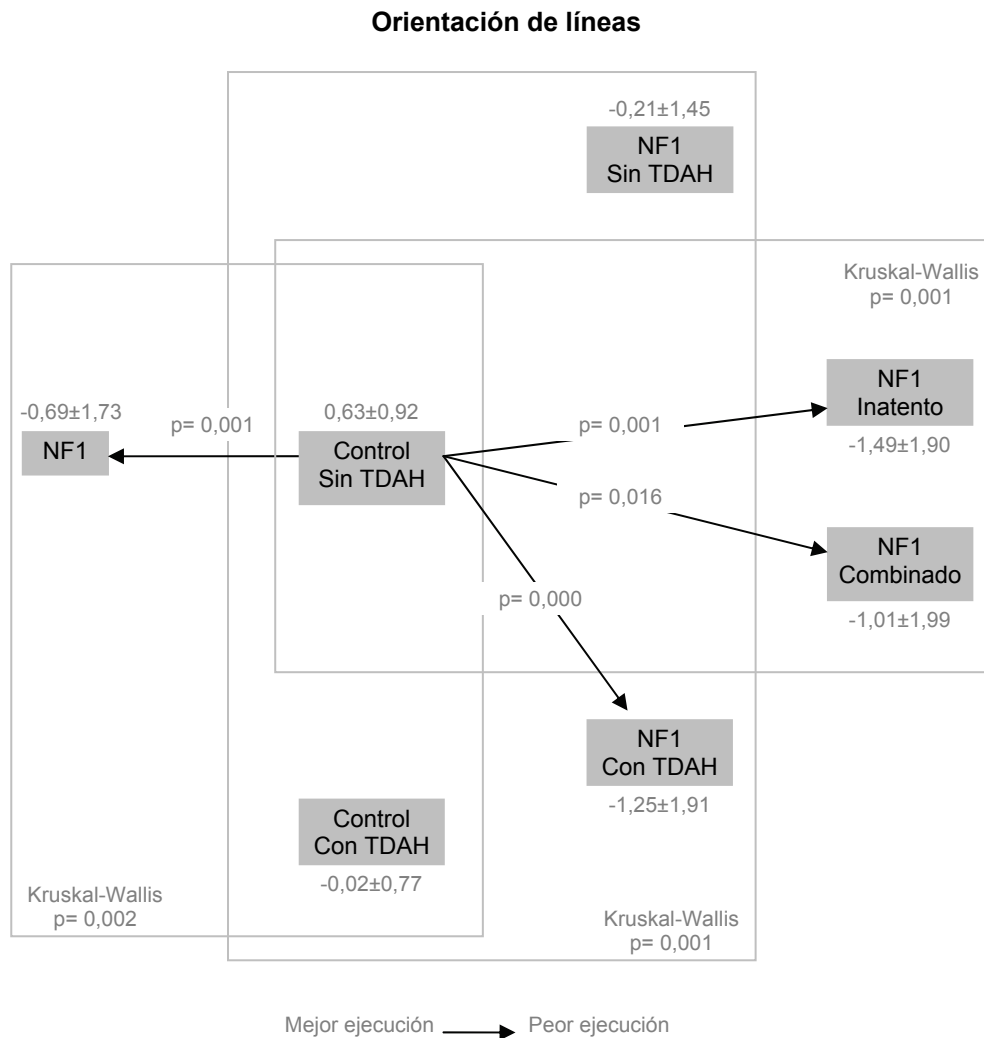 Orientación de líneas
-0,21±1,45
NF1
Sin TDAH
Kruskal-Wallis
p= 0,001
NF1
Inatento
-1,49±1,90
-0,69±1,73
NF1
p= 0,001
0,63±0,92
Control
Sin TDAH
p= 0,001
p= 0,016
NF1
Combinado
-1,01±1,99
p= 0,000
NF1
Con TDAH
-1,25±1,91
Control
Con TDAH
-0,02±0,77
Kruskal-Wallis
p= 0,002
Kruskal-Wallis
p= 0,001
Mejor ejecución Peor ejecución